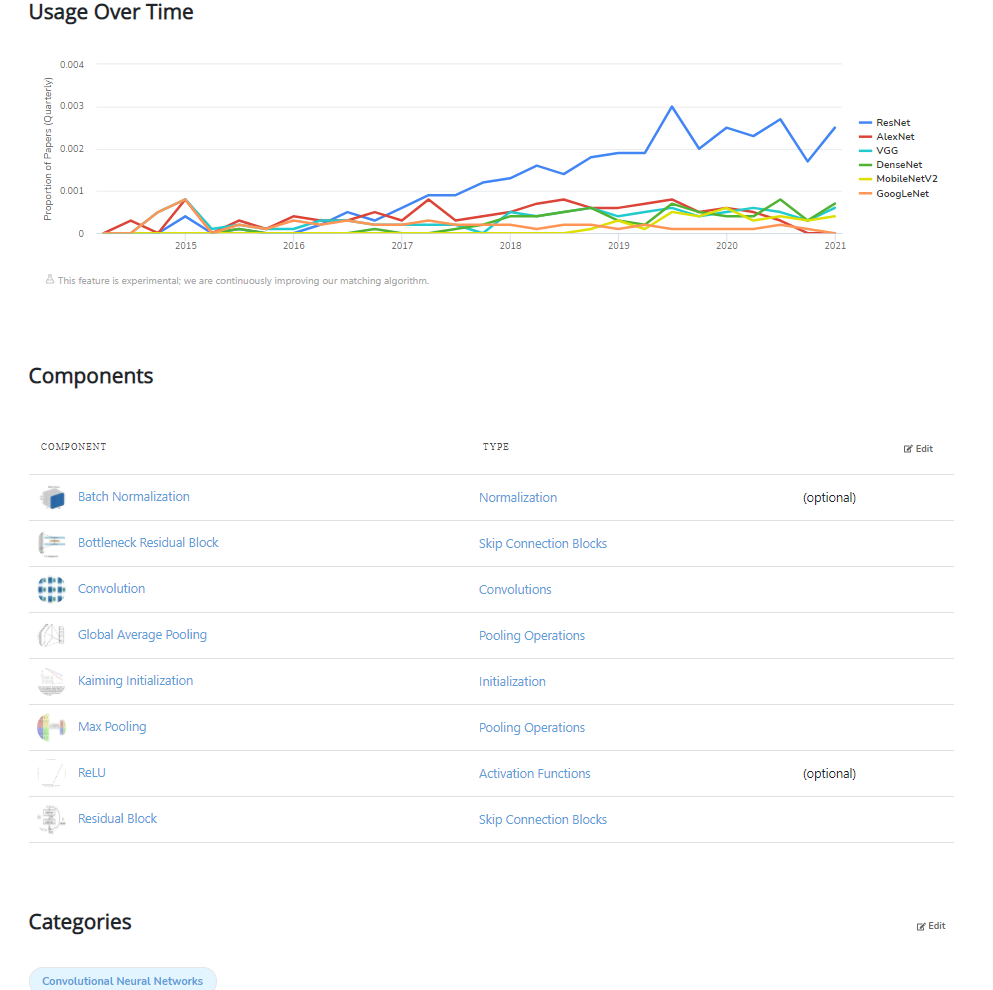 Usage Over Time
Proportion of Papers (Quarterly)
0.004
0.003
0.002
0.001
0
2015 2016 2017 2018 2019 2020 2021
ResNet
AlexNet
VGG
DenseNet
MobileNetV2
GoogLeNet
This feature is experimental; we are continuously improving our matching algorithm.
Components
COMPONENT TYPE Edit
Batch Normalization Normalization (optional)
Bottleneck Residual Block Skip Connection Blocks
Convolution Convolutions
Global Average Pooling Pooling Operations
Kaiming Initialization Initialization
Max Pooling Pooling Operations
ReLU Activation Functions (optional)
Residual Block Skip Connection Blocks
Categories Edit
Convolutional Neural Networks